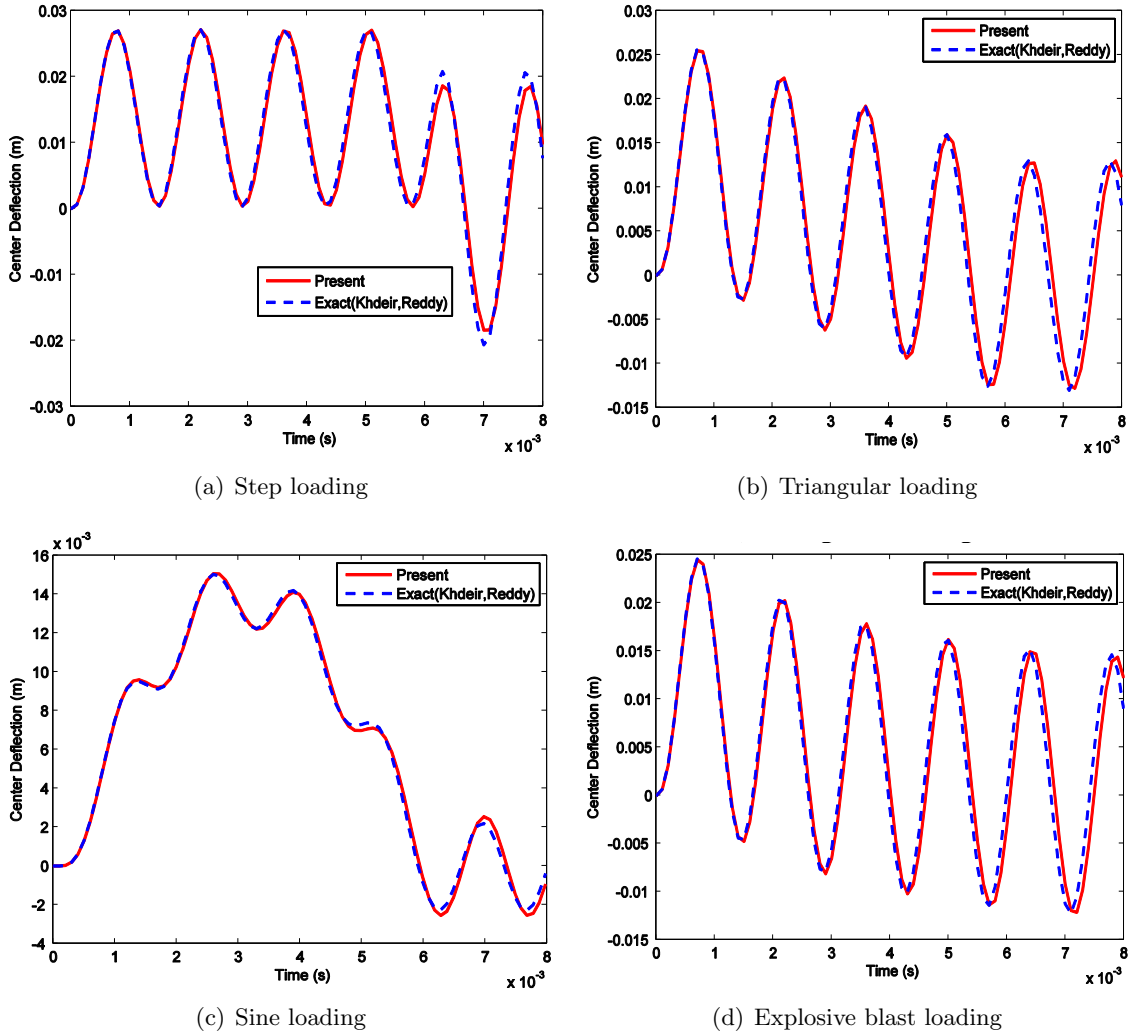 0.03
0.02
0.01
0
-0.01
-0.02
-0.03
Center Deflection (m)
Present
Exact(Khdeir,Reddy)
0 1 2 3 4 5 6 7 8
Time (s)
x 10⁻³
(a) Step loading
0.03
0.025
0.02
0.015
0.01
0.005
0
-0.005
-0.01
-0.015
Center Deflection (m)
Present
Exact(Khdeir,Reddy)
0 1 2 3 4 5 6 7 8
Time (s)
x 10⁻³
(b) Triangular loading
x 10⁻³
16
14
12
10
8
6
4
2
0
-2
-4
Center Deflection (m)
Present
Exact(Khdeir,Reddy)
0 1 2 3 4 5 6 7 8
Time (s)
x 10⁻³
(c) Sine loading
0.025
0.02
0.015
0.01
0.005
0
-0.005
-0.01
-0.015
Center Deflection (m)
Present
Exact(Khdeir,Reddy)
0 1 2 3 4 5 6 7 8
Time (s)
x 10⁻³
(d) Explosive blast loading